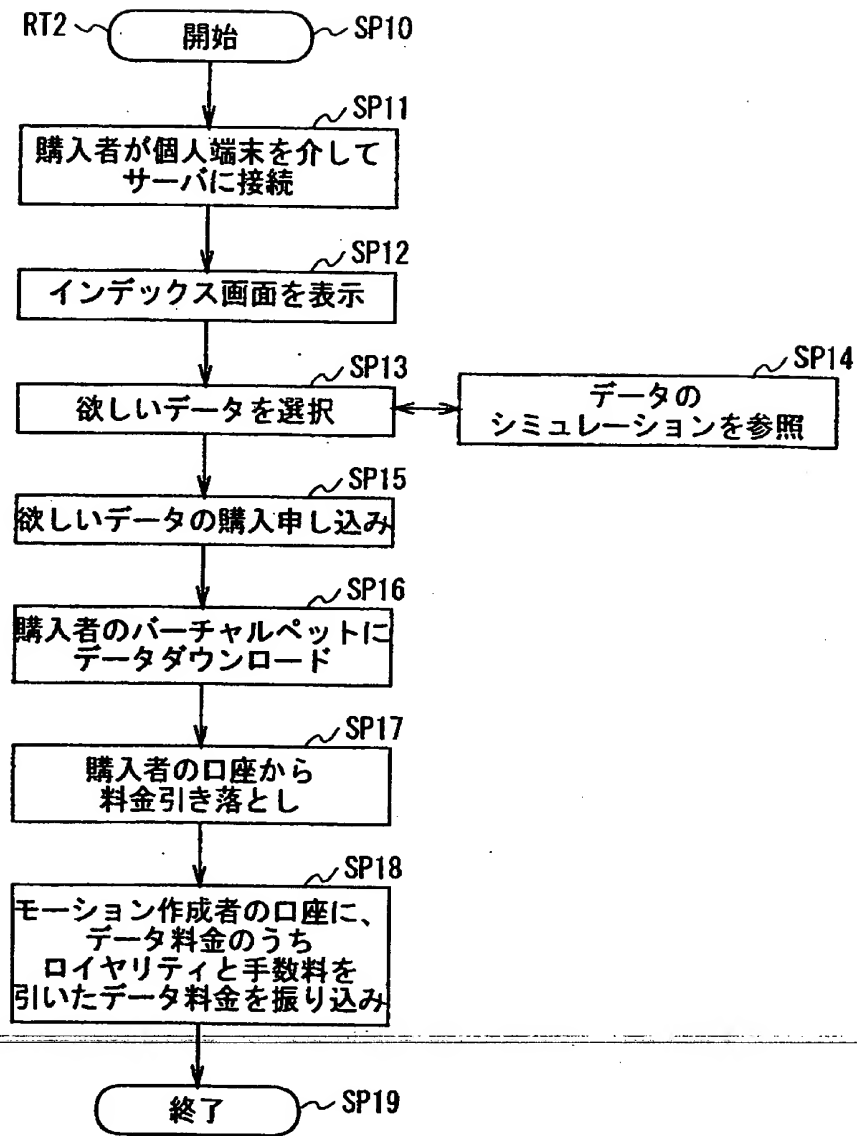 RT2
開始
SP10
SP11
購入者が個人端末を介して
サーバに接続
SP12
インデックス画面を表示
SP13
欲しいデータを選択
SP14
データの
シミュレーションを参照
SP15
欲しいデータの購入申し込み
SP16
購入者のバーチャルペットに
データダウンロード
SP17
購入者の口座から
料金引き落とし
SP18
モーション作成者の口座に、
データ料金のうち
ロイヤリティと手数料を
引いたデータ料金を振り込み
終了
SP19